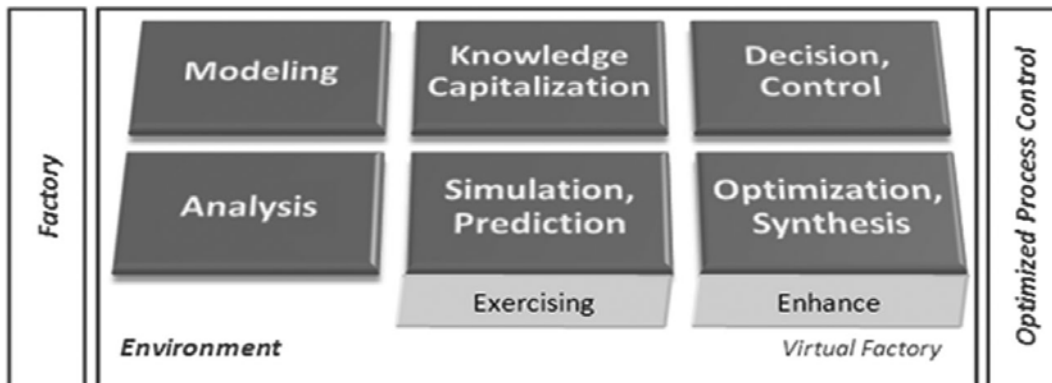 Factory
Modeling
Knowledge
Capitalization
Decision,
Control
Analysis
Simulation,
Prediction
Optimization,
Synthesis
Exercising
Enhance
Environment
Virtual Factory
Optimized Process Control